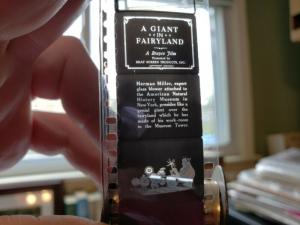 A GIANT
IN
FAIRYLAND
A Brayco Film
Presented by
BRAY SCREEN PRODUCTS, INC.
Herman Miller, expert
glass blower attached to
the American Natural
History Museum in
New York, presides like a
genial giant over the
fairyland which he has
made of his work-room
in the Museum Tower.